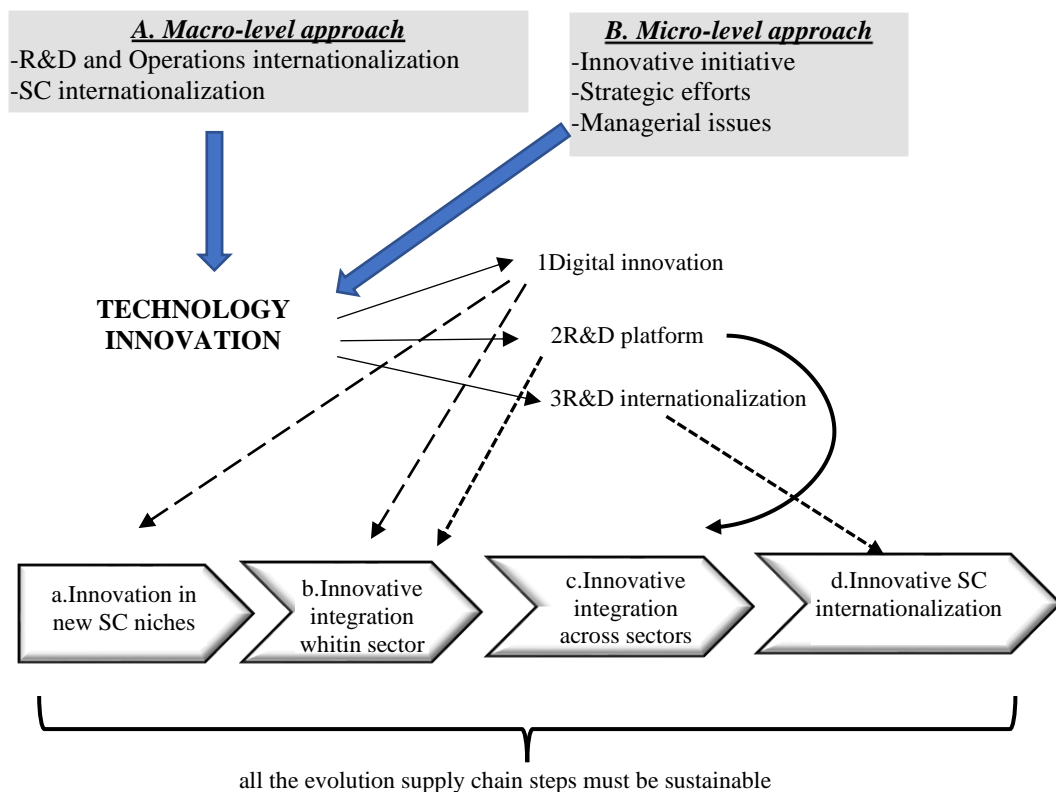 A. Macro-level approach
-R&D and Operations internationalization
-SC internationalization
B. Micro-level approach
-Innovative initiative
-Strategic efforts
-Managerial issues
TECHNOLOGY
INNOVATION
1Digital innovation
2R&D platform
3R&D internationalization
a.Innovation in
new SC niches
b.Innovative
integration
whitin sector
c.Innovative
integration
across sectors
d.Innovative SC
internationalization
all the evolution supply chain steps must be sustainable